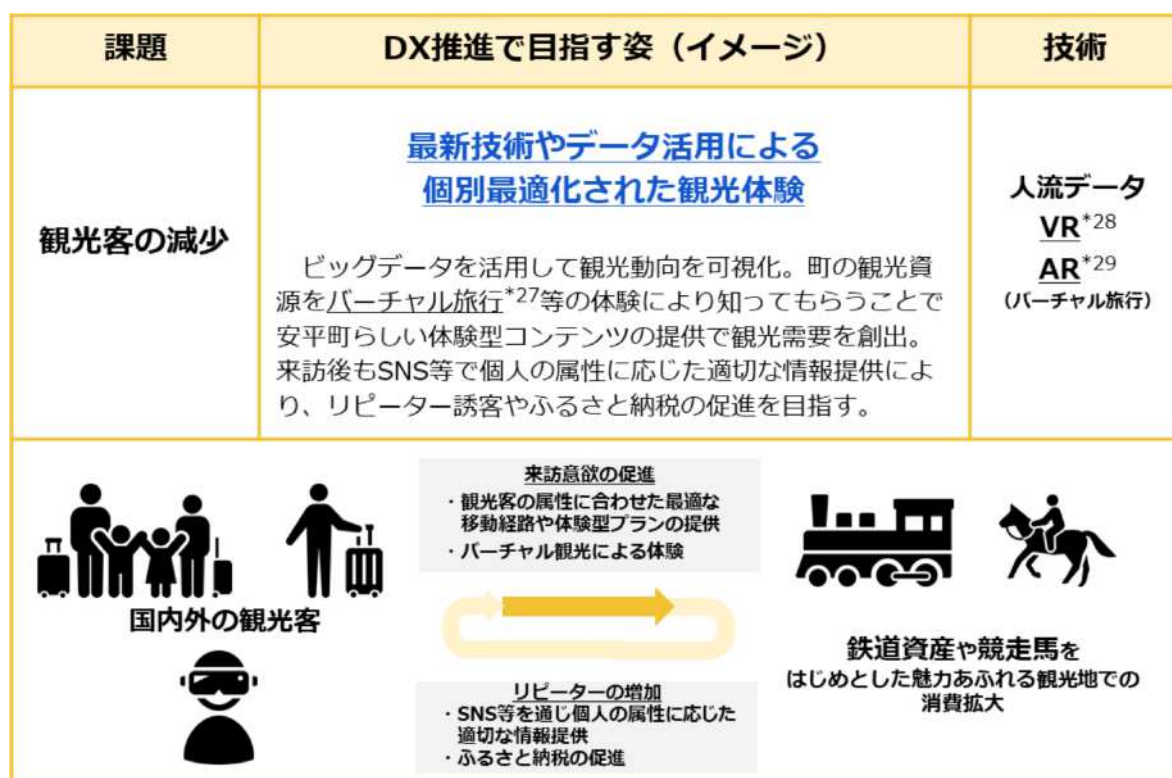 課題
DX推進で目指す姿（イメージ）
技術
観光客の減少
最新技術やデータ活用による
個別最適化された観光体験
ビッグデータを活用して観光動向を可視化。町の観光資
源をバーチャル旅行*27等の体験により知ってもらうことで
安平町らしい体験型コンテンツの提供で観光需要を創出。
来訪後もSNS等で個人の属性に応じた適切な情報提供によ
り、リピーター誘客やふるさと納税の促進を目指す。
人流データ
VR*28
AR*29
（バーチャル旅行）
国内外の観光客
来訪意欲の促進
・観光客の属性に合わせた最適な
移動経路や体験型プランの提供
・バーチャル観光による体験
リピーターの増加
・SNS等を通じ個人の属性に応じた
適切な情報提供
・ふるさと納税の促進
鉄道資産や競走馬を
はじめとした魅力あふれる観光地での
消費拡大